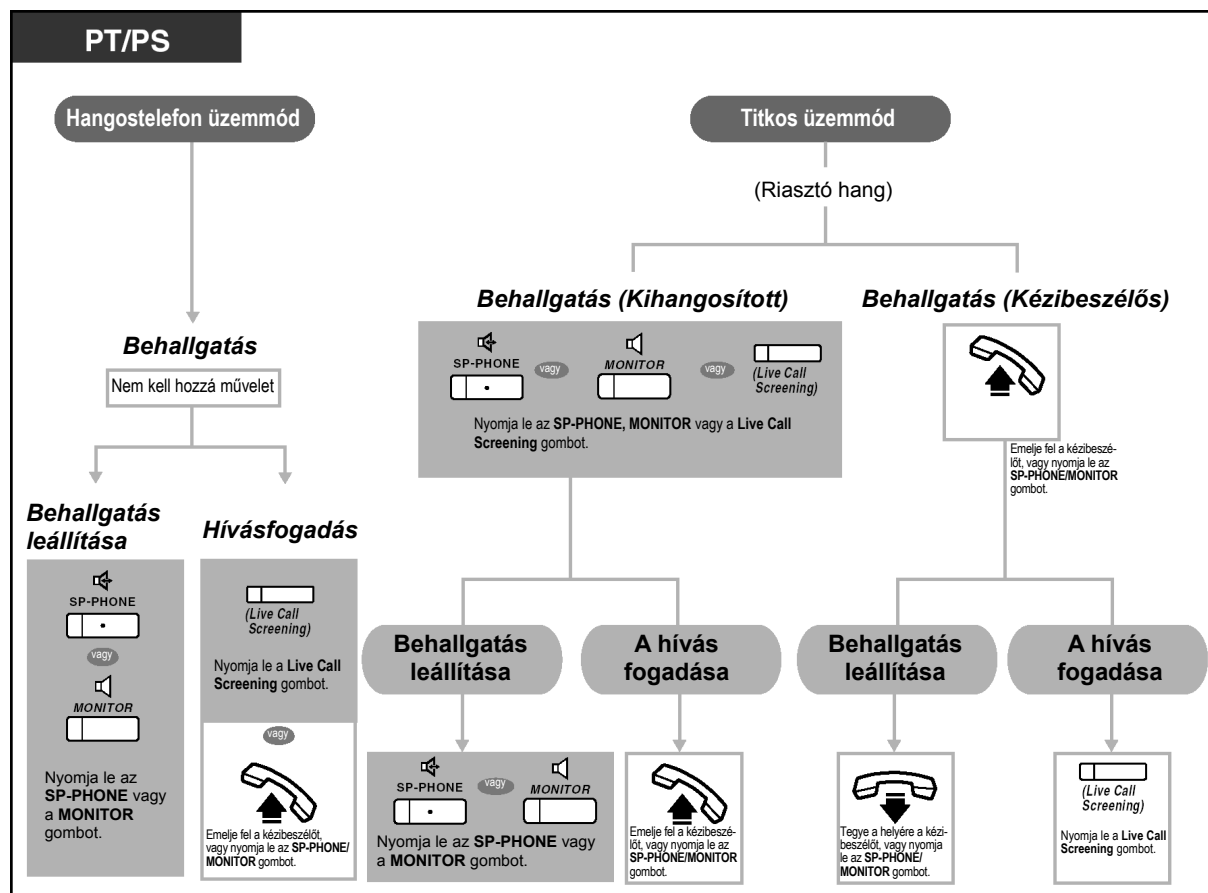 PT/PS
Hangostelefon üzemmód
Behallgatás
Nem kell hozzá művelet
Behallgatás
leállítása
SP-PHONE
vagy
MONITOR
Nyomja le az
SP-PHONE vagy
a MONITOR
gombot.
Hívásfogadás
(Live Call
Screening)
Nyomja le a Live Call
Screening gombot.
vagy
Emelje fel a kézibeszélőt,
vagy nyomja le az SP-PHONE/
MONITOR gombot.
Titkos üzemmód
(Riasztó hang)
Behallgatás (Kihangosított)
SP-PHONE
vagy
MONITOR
vagy
(Live Call
Screening)
Nyomja le az SP-PHONE, MONITOR vagy a Live Call
Screening gombot.
Behallgatás
leállítása
SP-PHONE
vagy
MONITOR
Nyomja le az SP-PHONE vagy
a MONITOR gombot.
A hívás
fogadása
Emelje fel a kézibeszé-
lőt, vagy nyomja le az
SP-PHONE/MONITOR
gombot.
Behallgatás (Kézibeszélős)
Emelje fel a kézibeszé-
lőt, vagy nyomja le az
SP-PHONE/MONITOR
gombot.
Behallgatás
leállítása
Tegye a helyére a kézi-
beszélőt, vagy nyomja
le az SP-PHONE/
MONITOR gombot.
A hívás
fogadása
(Live Call
Screening)
Nyomja le a Live Call
Screening gombot.